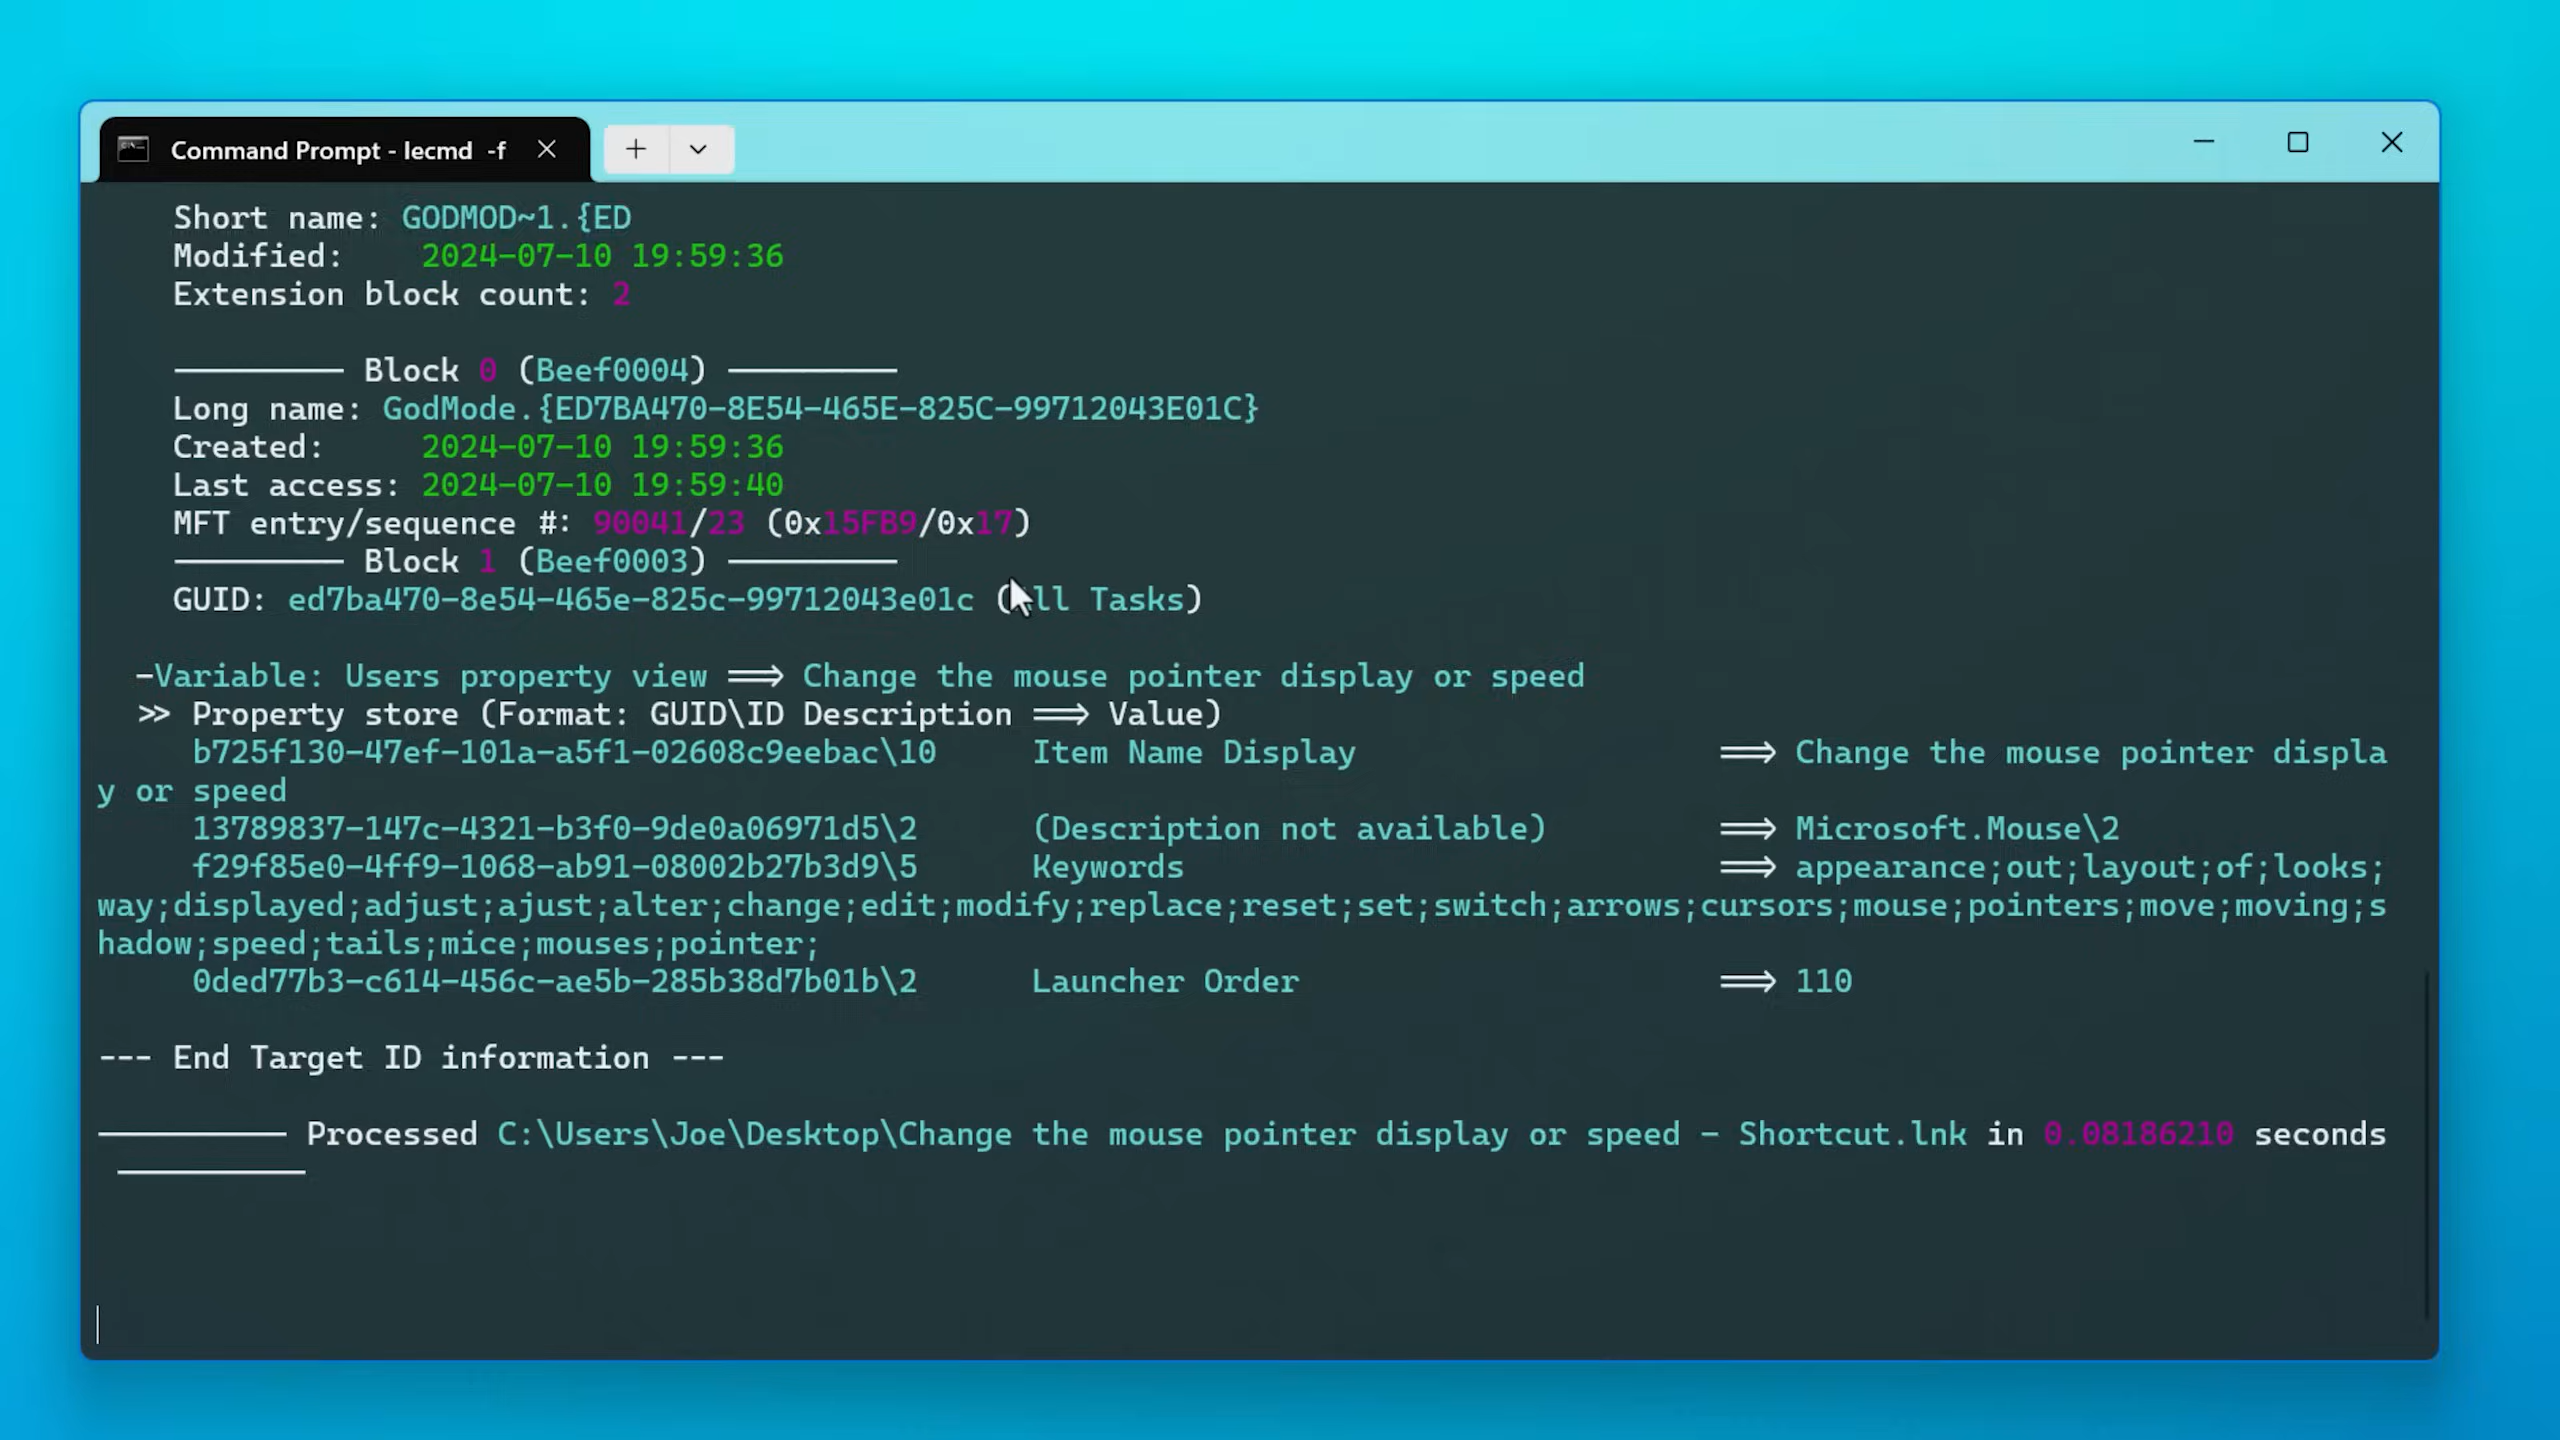 Command Prompt - lecmd -f
Short name: GODMOD~1.{ED
Modified: 2024-07-10 19:59:36
Extension block count: 2
Block 0 (Beef0004)
Long name: GodMode.{ED7BA470-8E54-465E-825C-99712043E01C}
Created: 2024-07-10 19:59:36
Last access: 2024-07-10 19:59:40
MFT entry/sequence #: 90041/23 (0x15FB9/0x17)
Block 1 (Beef0003)
GUID: ed7ba470-8e54-465e-825c-99712043e01c (All Tasks)
-Variable: Users property view ==> Change the mouse pointer display or speed
>> Property store (Format: GUID\ID Description ==> Value)
b725f130-47ef-101a-a5f1-02608c9eebac\10 Item Name Display ==> Change the mouse pointer displa
y or speed
13789837-147c-4321-b3f0-9de0a06971d5\2 (Description not available) ==> Microsoft.Mouse\2
f29f85e0-4ff9-1068-ab91-08002b27b3d9\5 Keywords ==> appearance;out;layout;of;looks;
way;displayed;adjust;ajust;alter;change;edit;modify;replace;reset;set;switch;arrows;cursors;mouse;pointers;move;moving;s
hadow;speed;tails;mice;mouses;pointer;
0ded77b3-c614-456c-ae5b-285b38d7b01b\2 Launcher Order ==> 110
--- End Target ID information ---
Processed C:\Users\Joe\Desktop\Change the mouse pointer display or speed - Shortcut.lnk in 0.08186210 seconds